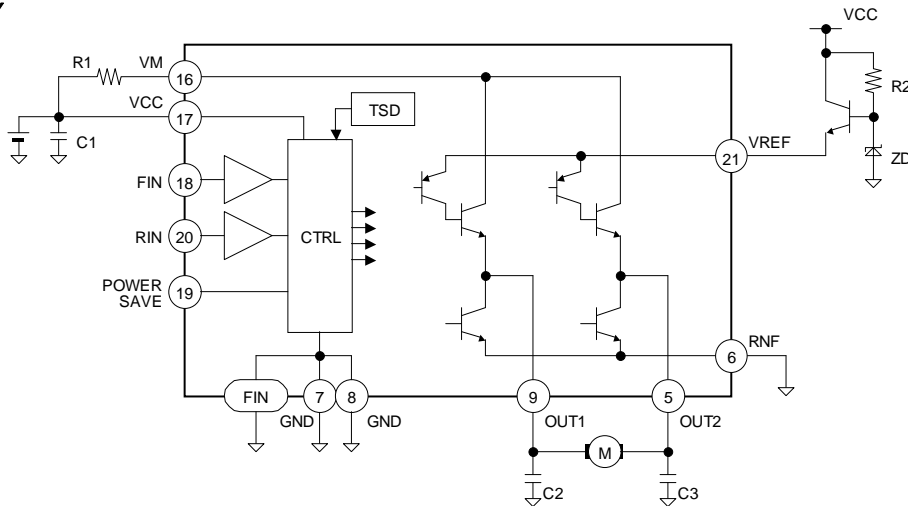 VCC
R1
VM
16
R2
VCC
17
TSD
C1
VREF
21
ZD
FIN
18
RIN
20
CTRL
POWER
SAVE
19
RNF
6
FIN
7
8
GND
GND
9
OUT1
5
OUT2
M
C2
C3